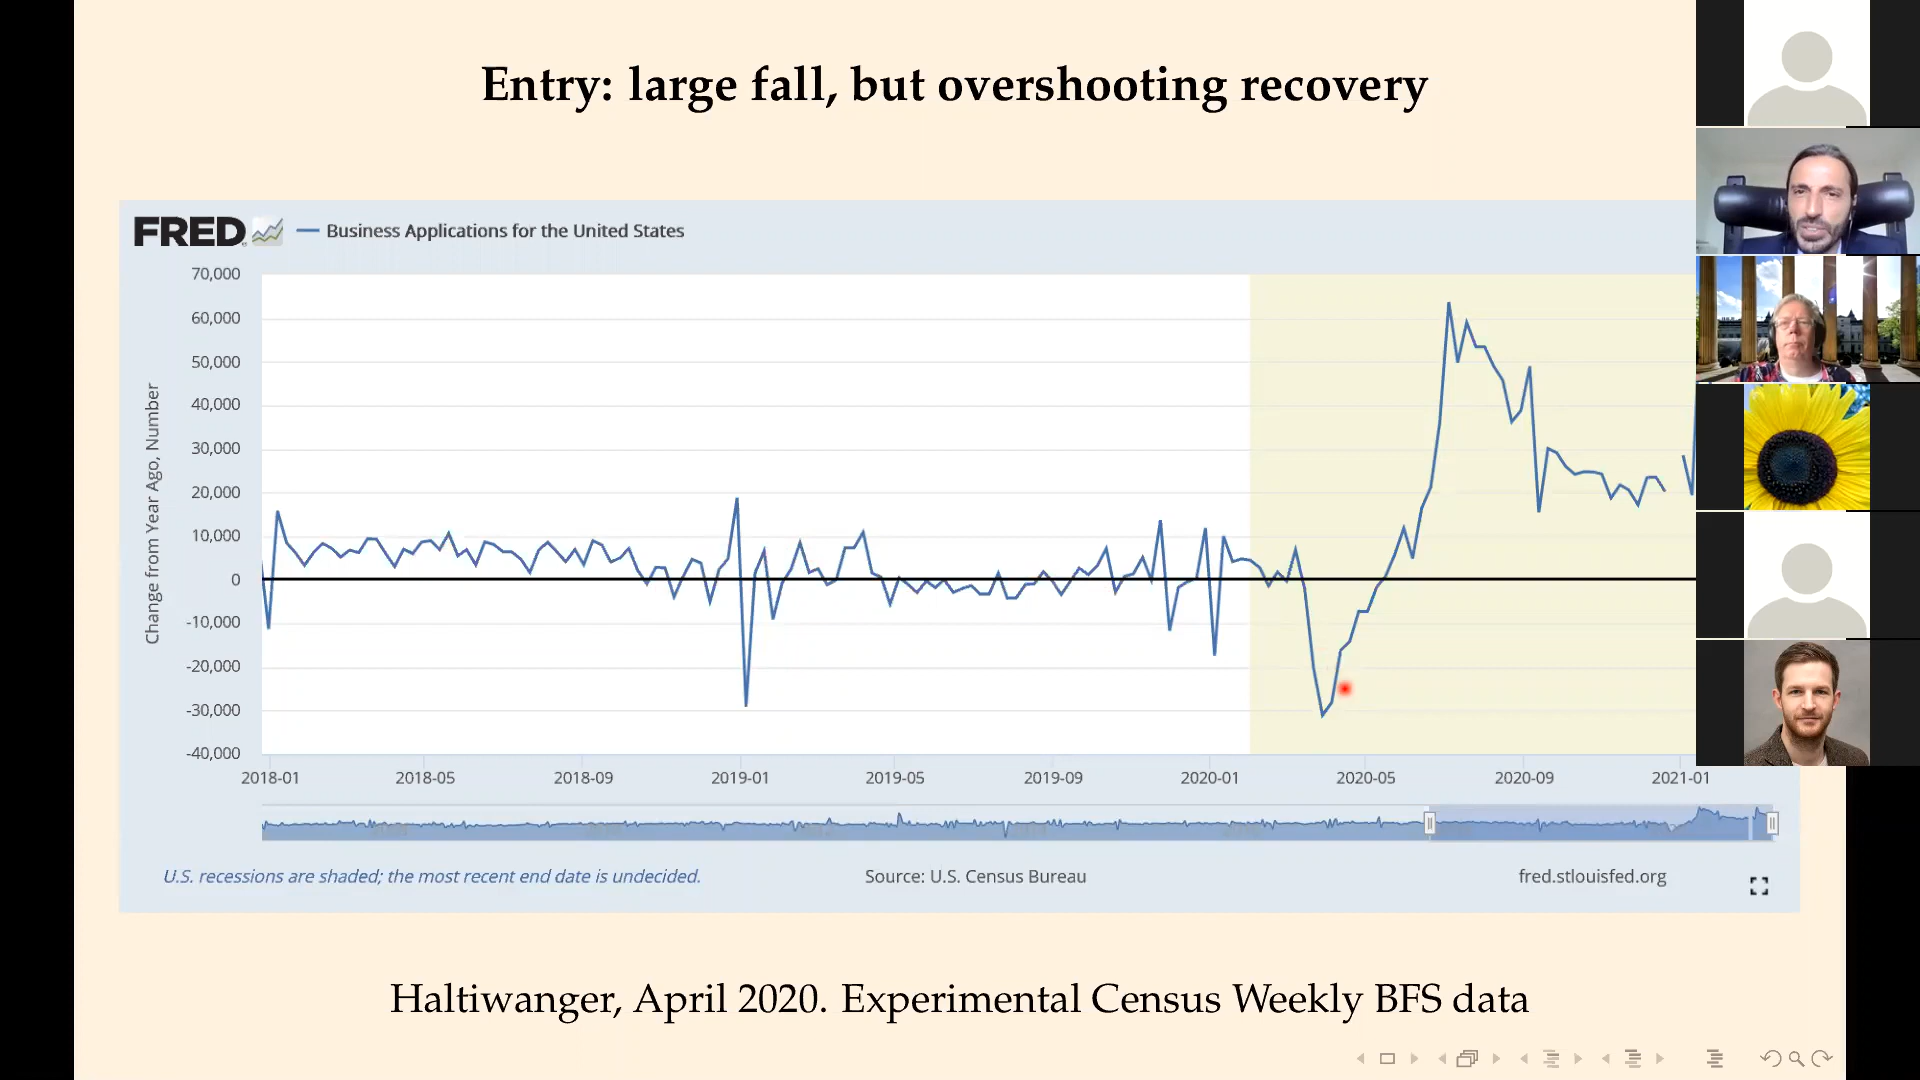 Entry: large fall, but overshooting recovery
FRED
Business Applications for the United States
Change from Year Ago, Number
70,000
60,000
50,000
40,000
30,000
20,000
10,000
0
-10,000
-20,000
-30,000
-40,000
2018-01 2018-05 2018-09 2019-01 2019-05 2019-09 2020-01 2020-05 2020-09 2021-01
U.S. recessions are shaded; the most recent end date is undecided. Source: U.S. Census Bureau fred.stlouisfed.org
Haltiwanger, April 2020. Experimental Census Weekly BFS data